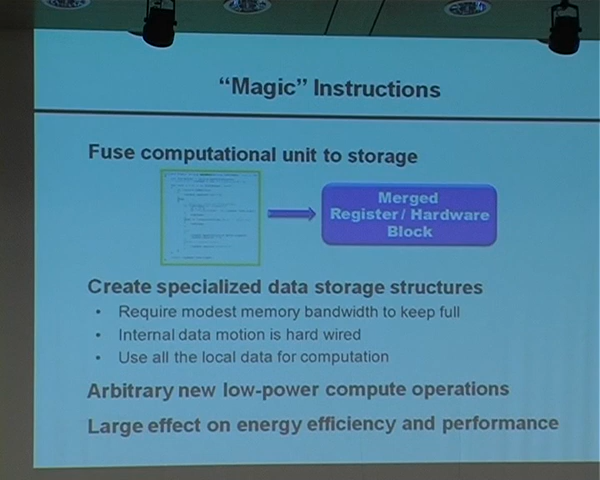 “Magic” Instructions
Fuse computational unit to storage
Merged
Register / Hardware
Block
Create specialized data storage structures
• Require modest memory bandwidth to keep full
• Internal data motion is hard wired
• Use all the local data for computation
Arbitrary new low-power compute operations
Large effect on energy efficiency and performance